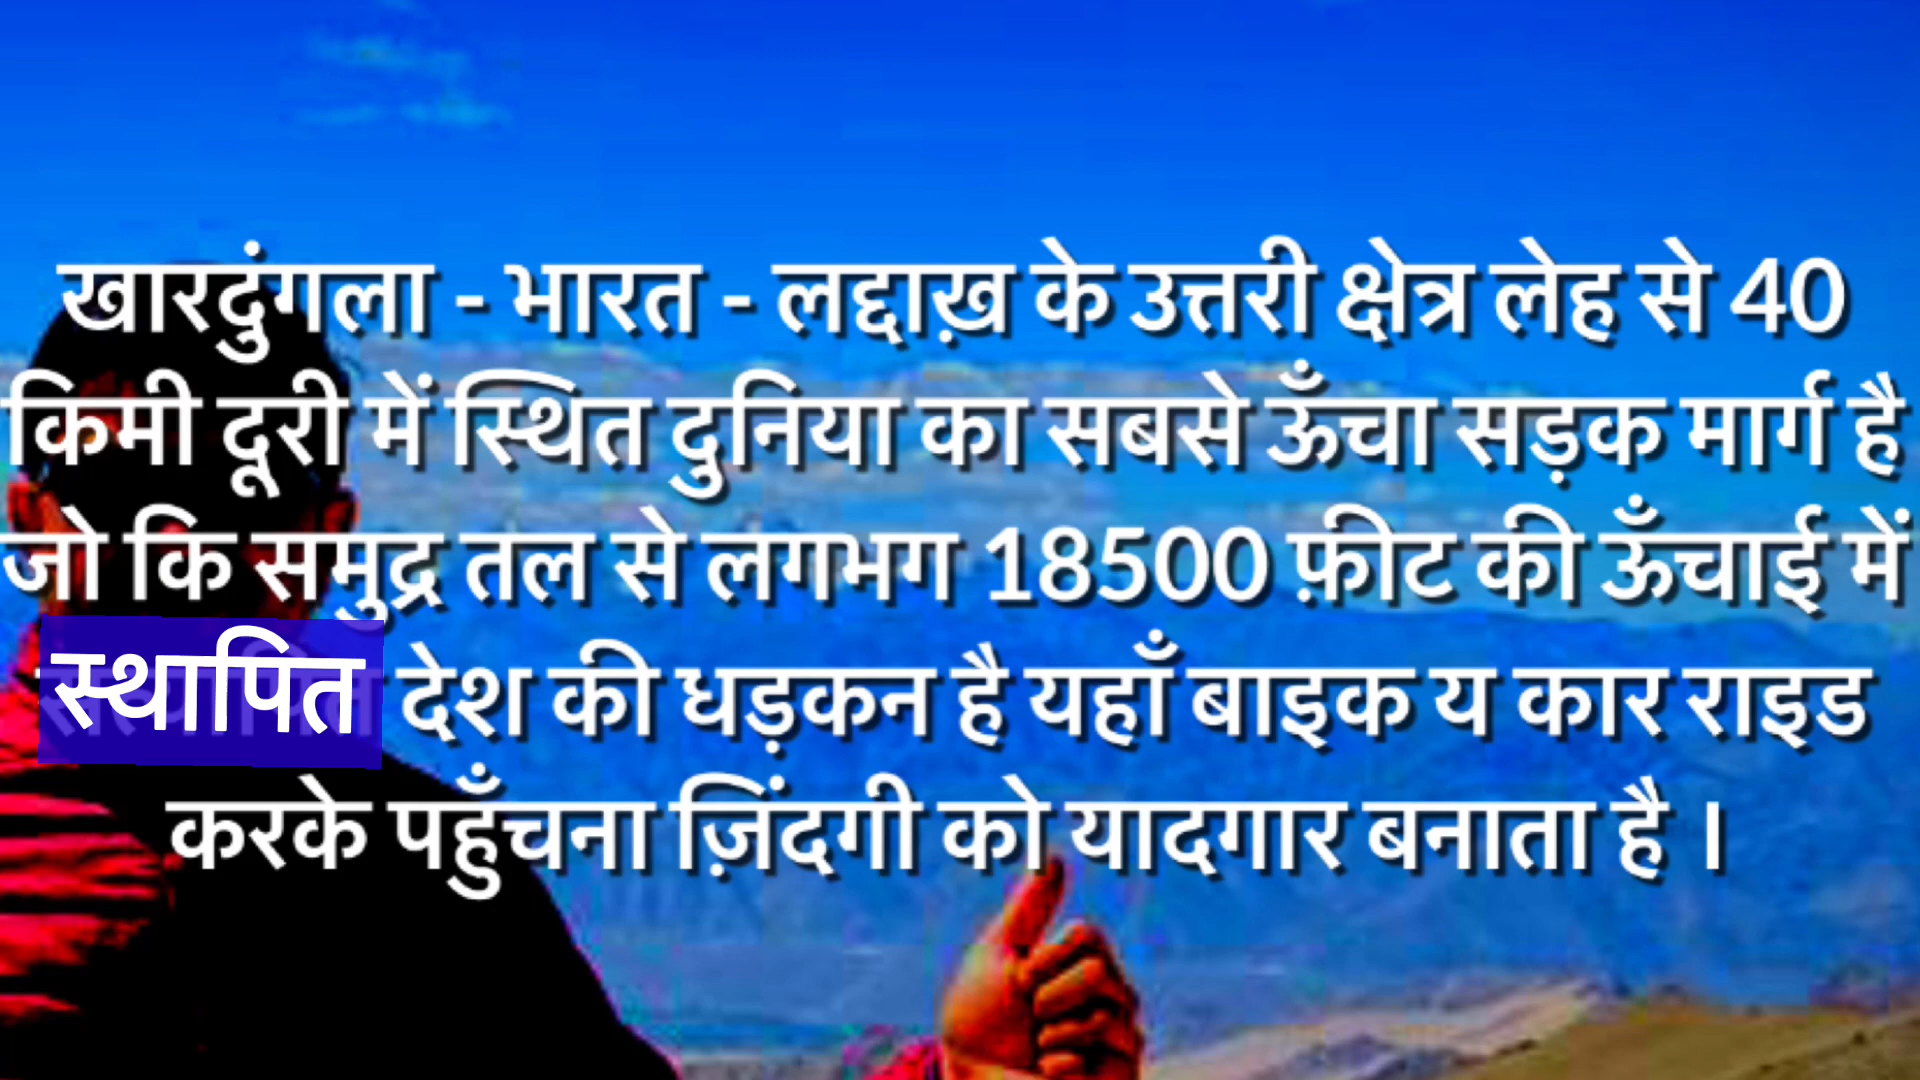 खारदुंगला - भारत - लद्दाख़ के उत्तरी क्षेत्र लेह से 40
किमी दूरी में स्थित दुनिया का सबसे ऊँचा सड़क मार्ग है
जो कि समुद्र तल से लगभग 18500 फ़ीट की ऊँचाई में
स्थापित देश की धड़कन है यहाँ बाइक य कार राइड
करके पहुँचना ज़िंदगी को यादगार बनाता है ।